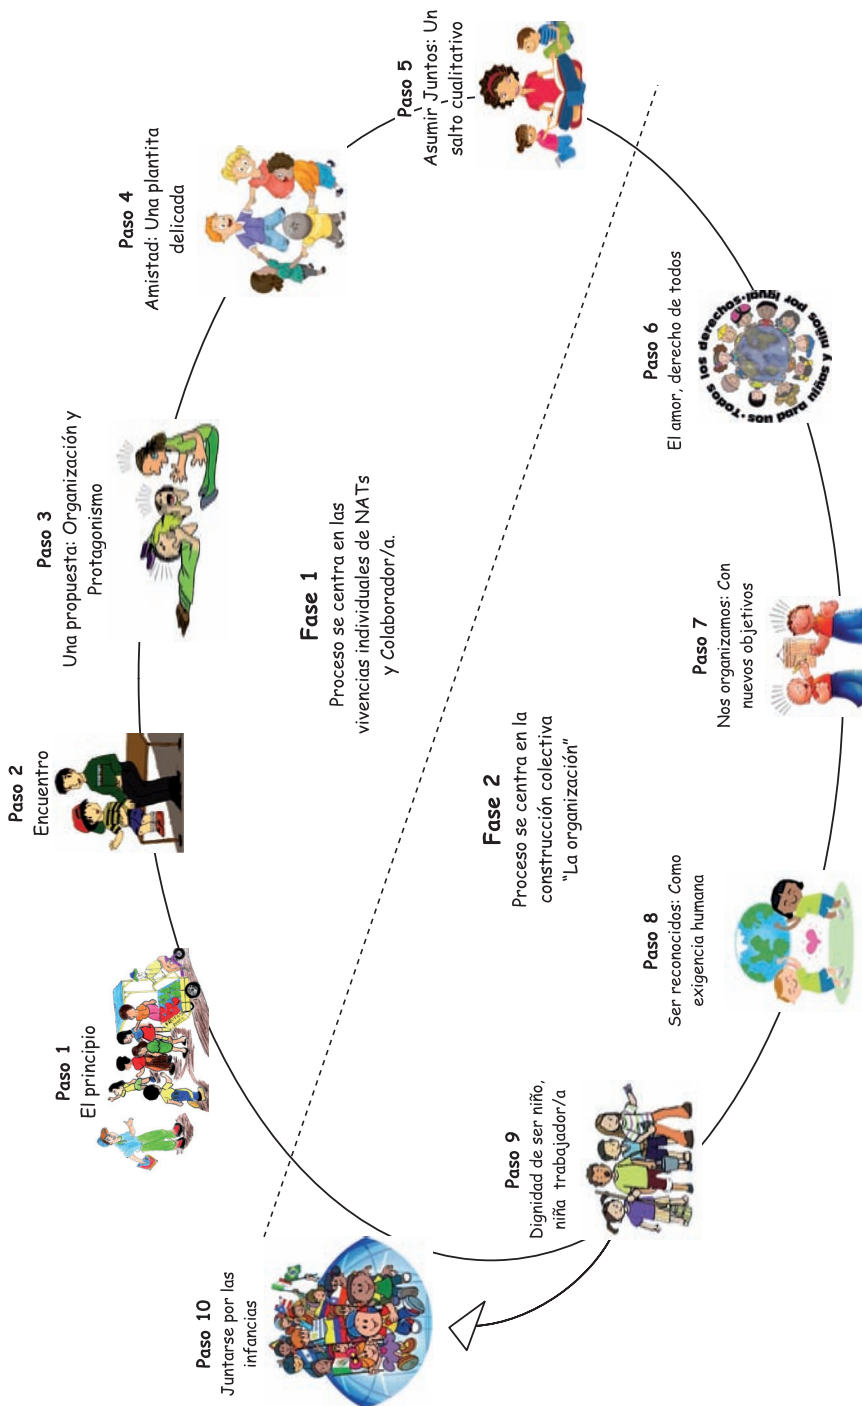 Paso 1
El principio
Paso 2
Encuentro
Paso 3
Una propuesta: Organización y
Protagonismo
Paso 4
Amistad: Una plantita
delicada
Paso 5
Asumir Juntos: Un
salto cualitativo
Fase 1
Proceso se centra en las
vivencias individuales de NATs
y Colaborador/a.
Fase 2
Proceso se centra en la
construcción colectiva
“La organización”
Paso 6
El amor, derecho de todos
Todos los derechos
son para niñas y niños por igual
Paso 7
Nos organizamos: Con
nuevos objetivos
Paso 8
Ser reconocidos: Como
exigencia humana
Paso 9
Dignidad de ser niño,
niña trabajador/a
Paso 10
Juntarse por las
infancias